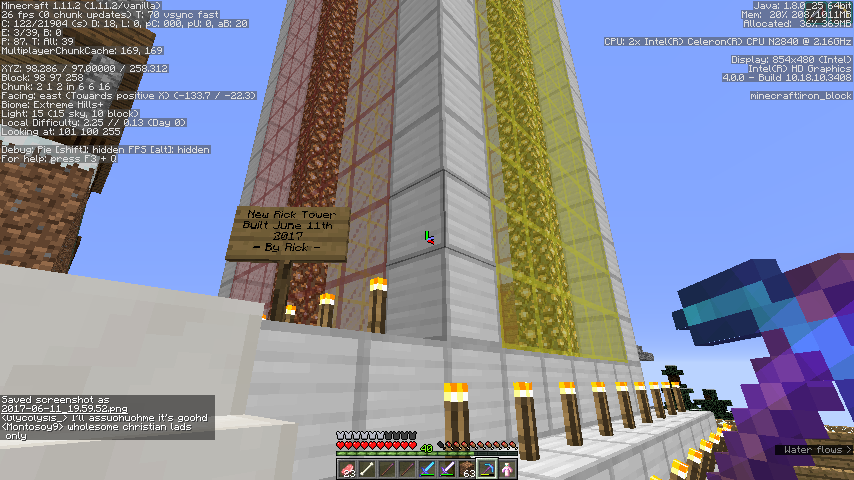 Minecraft 1.11.2 (1.11.2/vanilla)
26 fps (0 chunk updates) T: 70 vsync fast
C: 122/21904 (s) D: 18, L: 0, pC: 000, pU: 0, aB: 20
E: 3/39, B: 0
P: 87. T: All: 39
MultiplayerChunkCache: 169, 169
XYZ: 98.286 / 97.00000 / 258.312
Block: 98 97 258
Chunk: 2 1 2 in 6 6 16
Facing: east (Towards positive X) (-133.7 / -22.3)
Biome: Extreme Hills+
Light: 15 (15 sky, 10 block)
Local Difficulty: 2.25 // 0.13 (Day 0)
Looking at: 101 100 255
Debug: Pie [shift]: hidden FPS [alt]: hidden
For help: press F3 + Q
Java: 1.8.0_25 64bit
Mem: 20% 208/1011MB
Allocated: 36% 369MB
CPU: 2x Intel(R) Celeron(R) CPU N2840 @ 2.16GHz
Display: 854x480 (Intel)
Intel(R) HD Graphics
4.0.0 - Build 10.18.10.3408
minecraft:iron_block
New Rick Tower
Built June 11th
2017
- By Rick -
Saved screenshot as
2017-06-11_19.59.52.png
<Glycolysis_> I'll assuohuohme it's goohd
<Montosoy9> wholesome christian lads
only
40
23
63
Water flows >